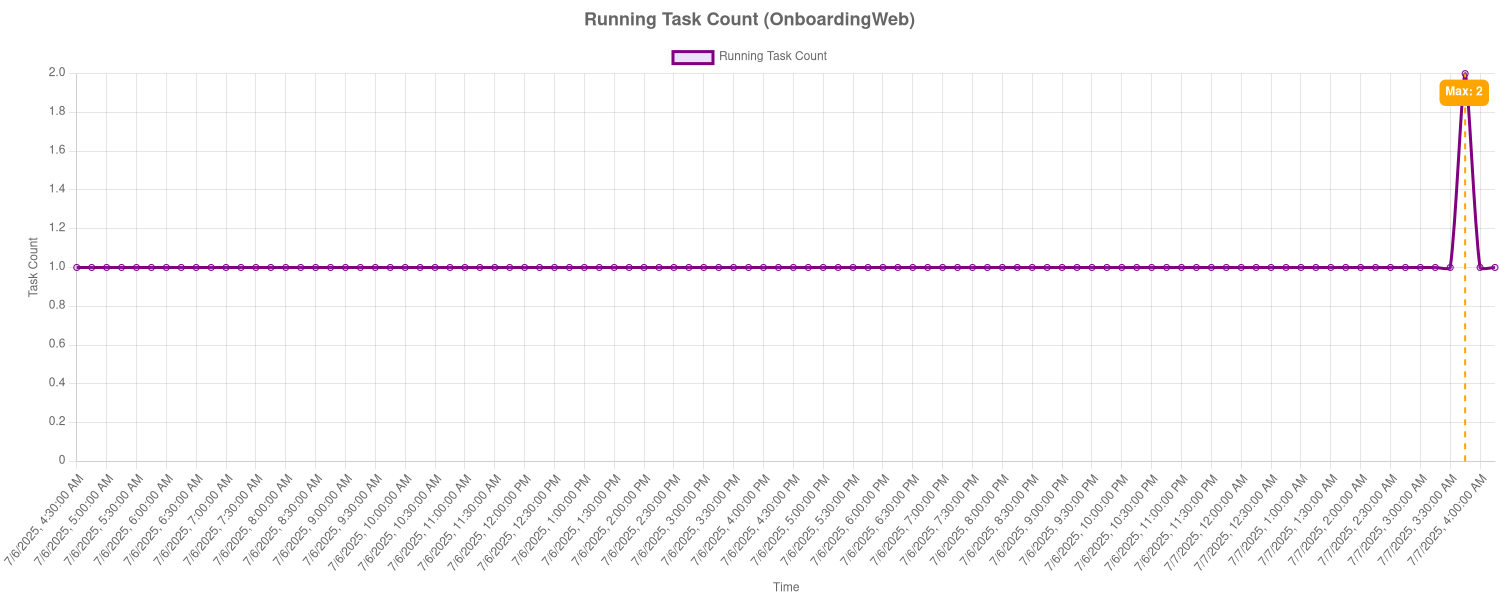 Running Task Count (OnboardingWeb)
Running Task Count
Max: 2
Task Count
2.0
1.8
1.6
1.4
1.2
1.0
0.8
0.6
0.4
0.2
0
7/6/2025, 4:30:00 AM
7/6/2025, 5:00:00 AM
7/6/2025, 5:30:00 AM
7/6/2025, 6:00:00 AM
7/6/2025, 6:30:00 AM
7/6/2025, 7:00:00 AM
7/6/2025, 7:30:00 AM
7/6/2025, 8:00:00 AM
7/6/2025, 8:30:00 AM
7/6/2025, 9:00:00 AM
7/6/2025, 9:30:00 AM
7/6/2025, 10:00:00 AM
7/6/2025, 10:30:00 AM
7/6/2025, 11:00:00 AM
7/6/2025, 11:30:00 AM
7/6/2025, 12:00:00 PM
7/6/2025, 12:30:00 PM
7/6/2025, 1:00:00 PM
7/6/2025, 1:30:00 PM
7/6/2025, 2:00:00 PM
7/6/2025, 2:30:00 PM
7/6/2025, 3:00:00 PM
7/6/2025, 3:30:00 PM
7/6/2025, 4:00:00 PM
7/6/2025, 4:30:00 PM
7/6/2025, 5:00:00 PM
7/6/2025, 5:30:00 PM
7/6/2025, 6:00:00 PM
7/6/2025, 6:30:00 PM
7/6/2025, 7:00:00 PM
7/6/2025, 7:30:00 PM
7/6/2025, 8:00:00 PM
7/6/2025, 8:30:00 PM
7/6/2025, 9:00:00 PM
7/6/2025, 9:30:00 PM
7/6/2025, 10:00:00 PM
7/6/2025, 10:30:00 PM
7/6/2025, 11:00:00 PM
7/6/2025, 11:30:00 PM
7/7/2025, 12:00:00 AM
7/7/2025, 12:30:00 AM
7/7/2025, 1:00:00 AM
7/7/2025, 1:30:00 AM
7/7/2025, 2:00:00 AM
7/7/2025, 2:30:00 AM
7/7/2025, 3:00:00 AM
7/7/2025, 3:30:00 AM
7/7/2025, 4:00:00 AM
Time